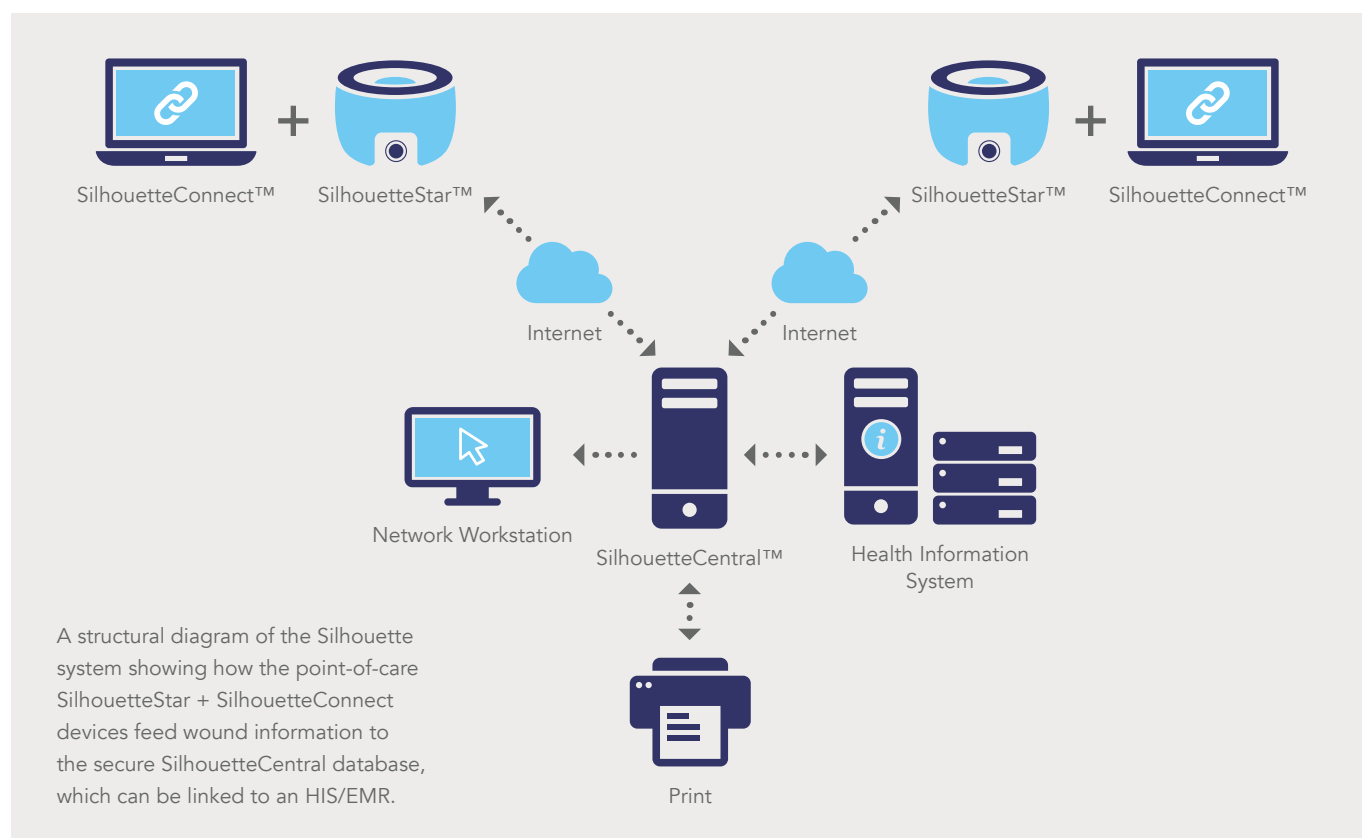 SilhouetteConnect™
SilhouetteStar™
SilhouetteStar™
SilhouetteConnect™
Internet
Internet
Network Workstation
SilhouetteCentral™
i
Health Information
System
A structural diagram of the Silhouette
system showing how the point-of-care
SilhouetteStar + SilhouetteConnect
devices feed wound information to
the secure SilhouetteCentral database,
which can be linked to an HIS/EMR.
Print